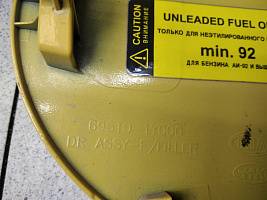 CAUTION
ВНИМАНИЕ
UNLEADED FUEL O
ТОЛЬКО ДЛЯ НЕЭТИЛИРОВАННОГО
min. 92
ДЛЯ БЕНЗИНА АИ-92 И ВЫ
DR ASSY-F/FILLER